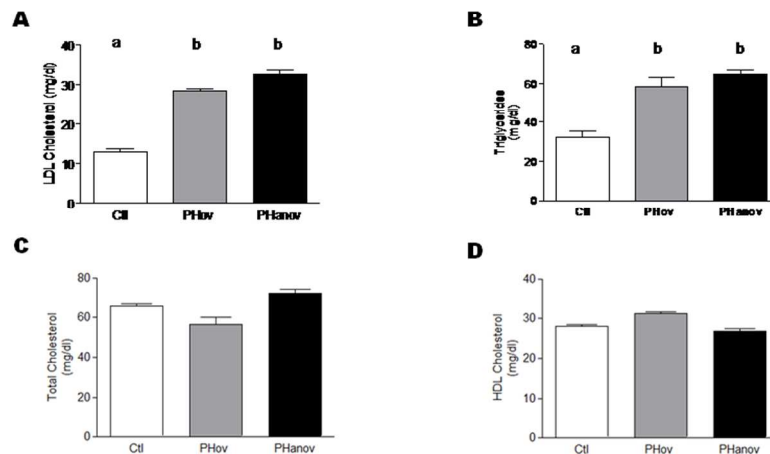 A
LDL Cholesterol (mg/dl)
40
30
20
10
0
a b b
Ctl PHov PHanov
B
Triglycerides
(mg/dl)
80
60
40
20
0
a b b
Ctl PHov PHanov
C
Total Cholesterol
(mg/dl)
80
60
40
20
0
Ctl PHov PHanov
D
HDL Cholesterol
(mg/dl)
40
30
20
10
0
Ctl PHov PHanov